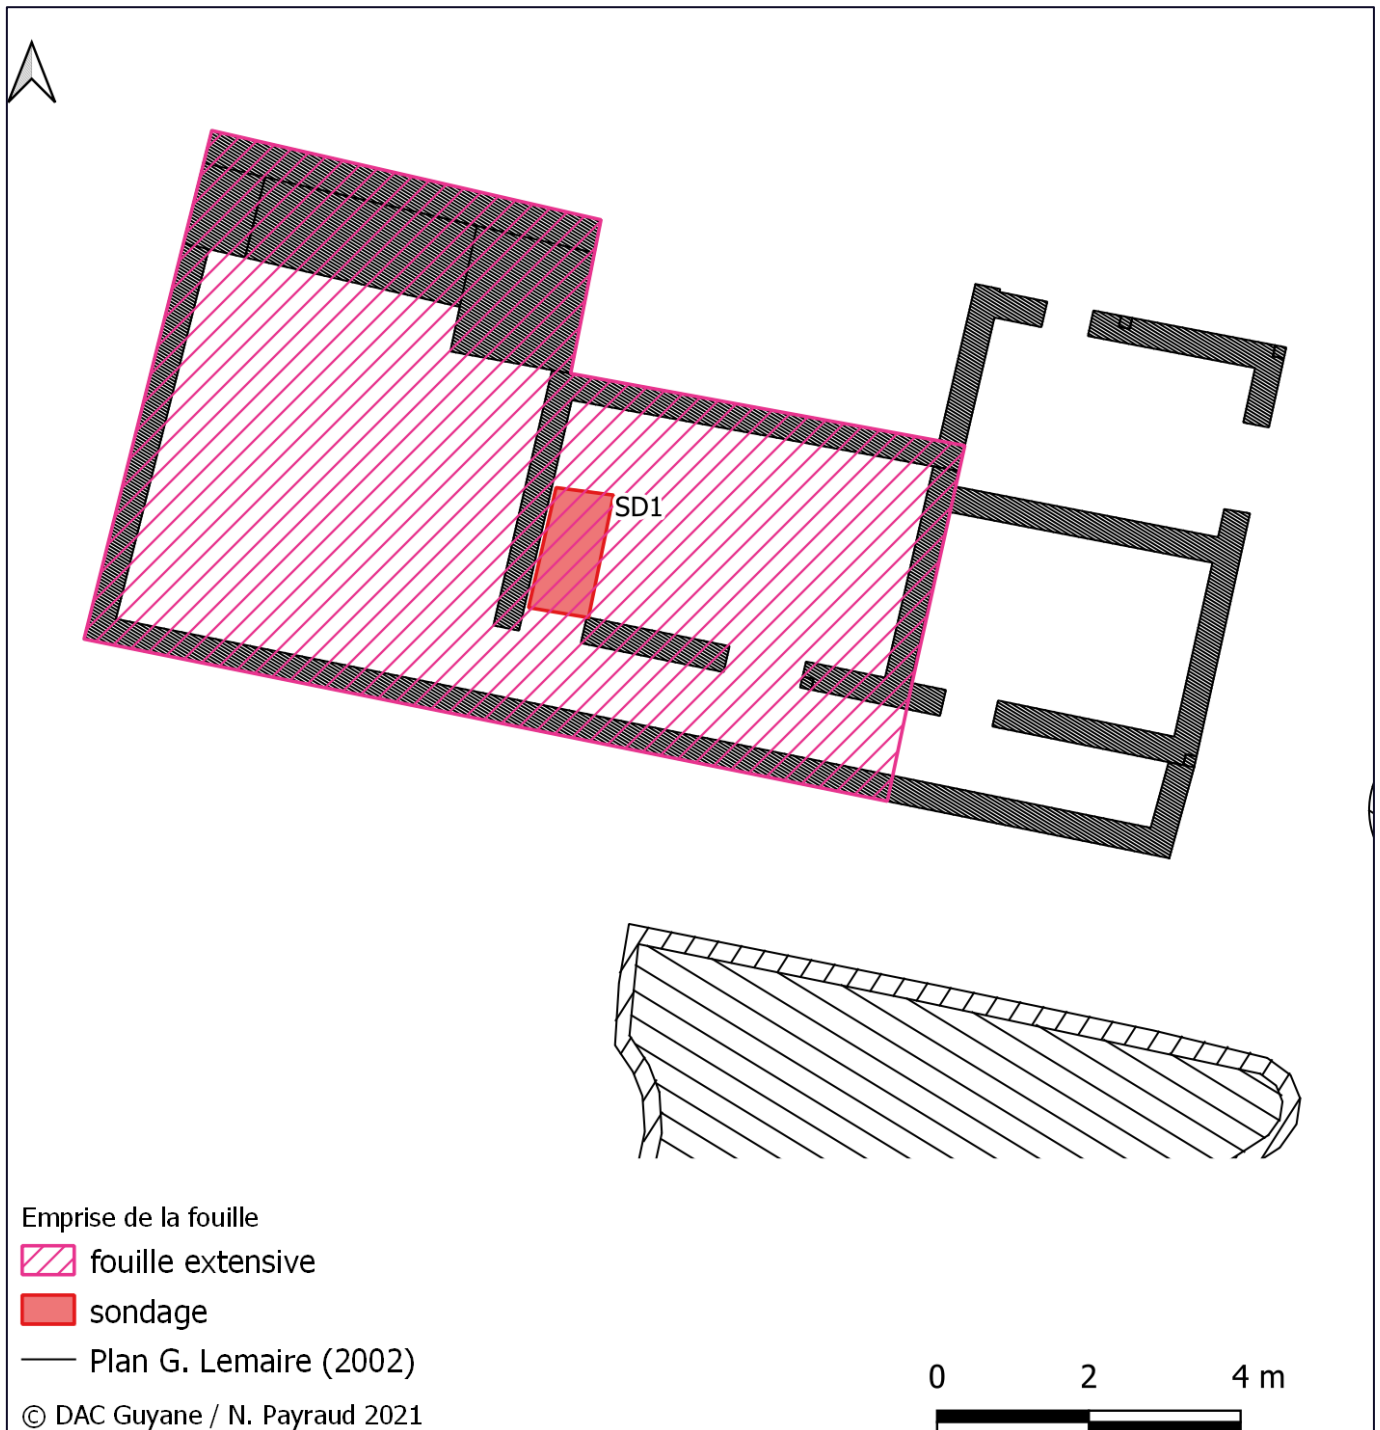 SD1
Emprise de la fouille
fouille extensive
sondage
Plan G. Lemaire (2002)
© DAC Guyane / N. Payraud 2021
0 2 4 m